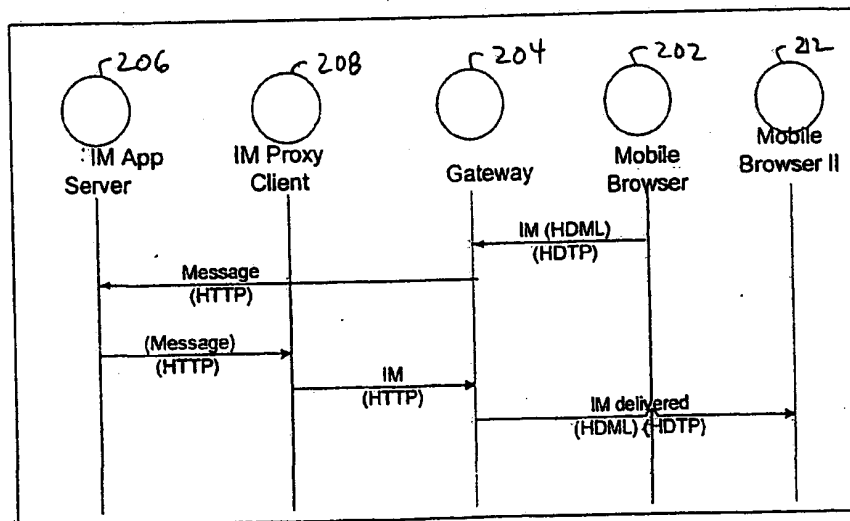 206
208
204
202
212
IM App
Server
IM Proxy
Client
Gateway
Mobile
Browser
Mobile
Browser II
IM (HDML)
(HDTP)
Message
(HTTP)
(Message)
(HTTP)
IM
(HTTP)
IM delivered
(HDML) (HDTP)